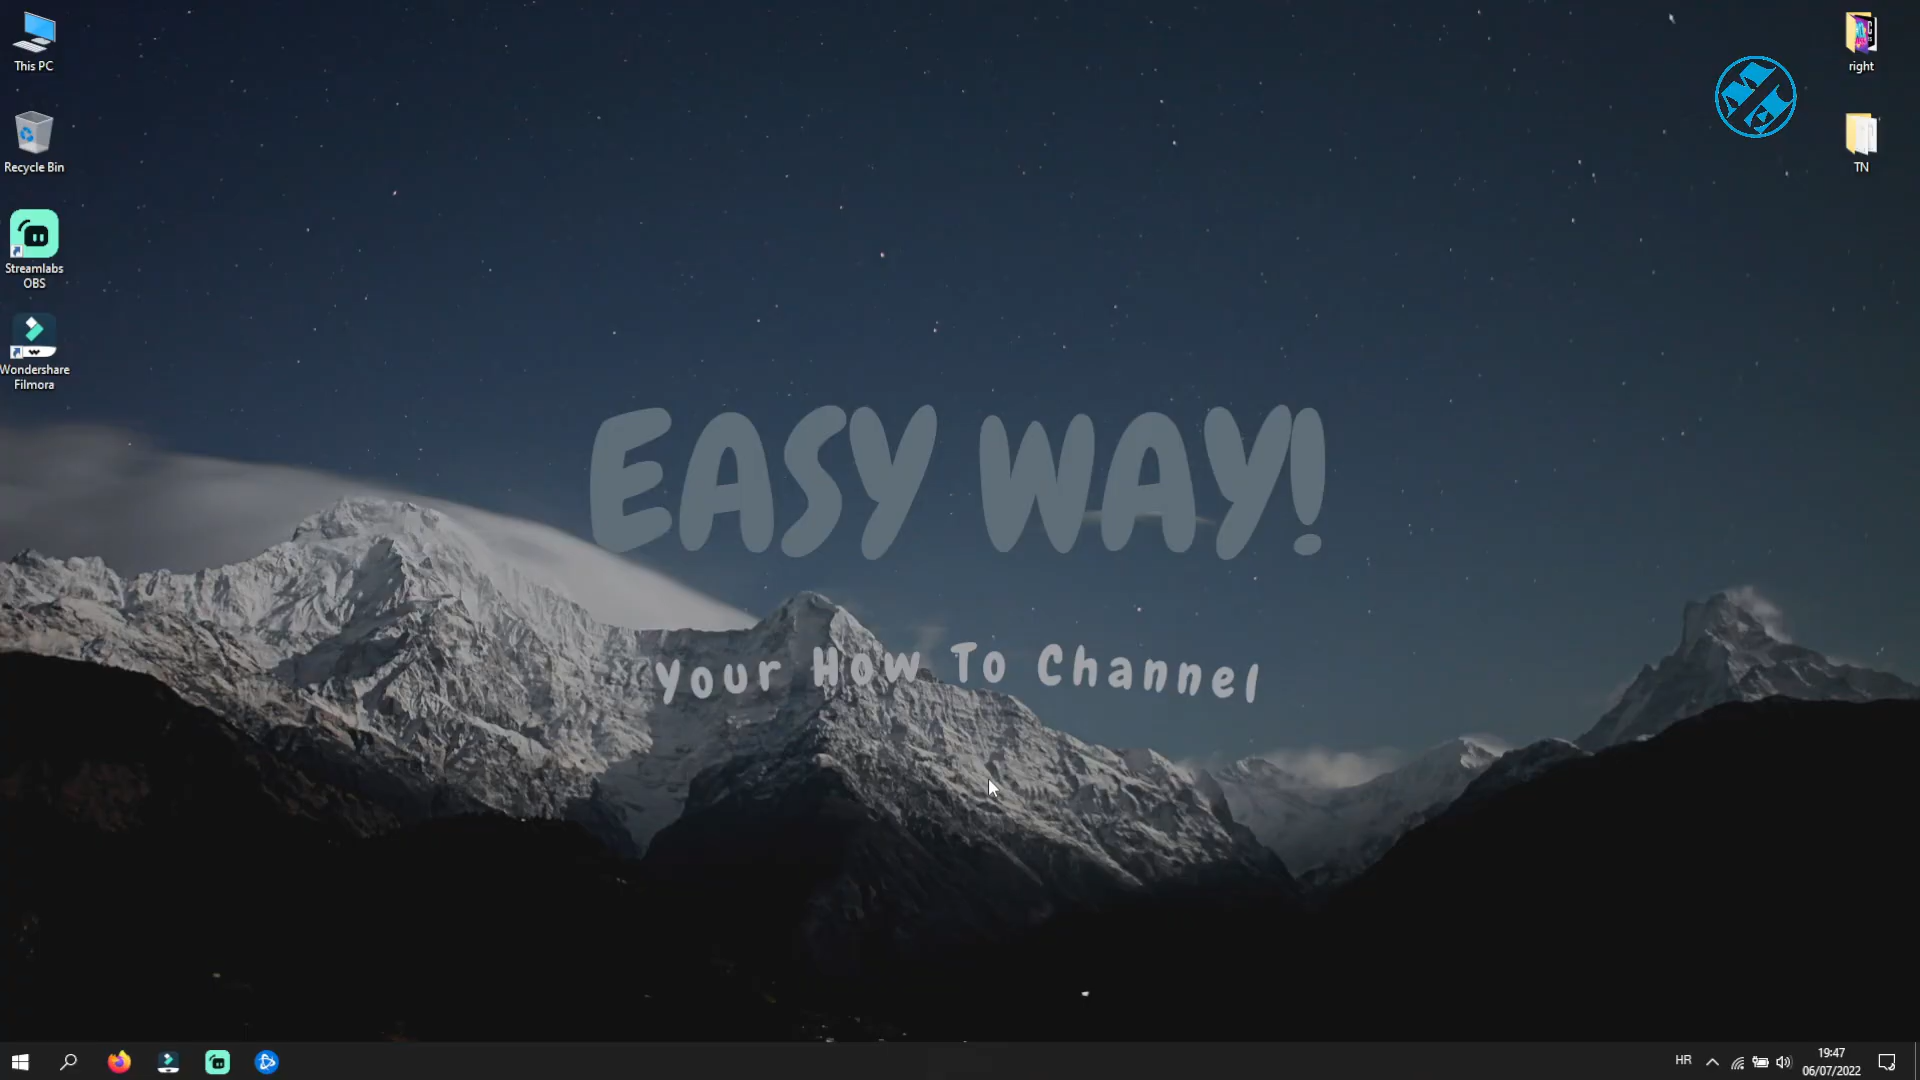 This PC
Recycle Bin
Streamlabs
OBS
Wondershare
Filmora
right
TN
EASY WAY!
Your How To Channel
HR
19:47
06/07/2022